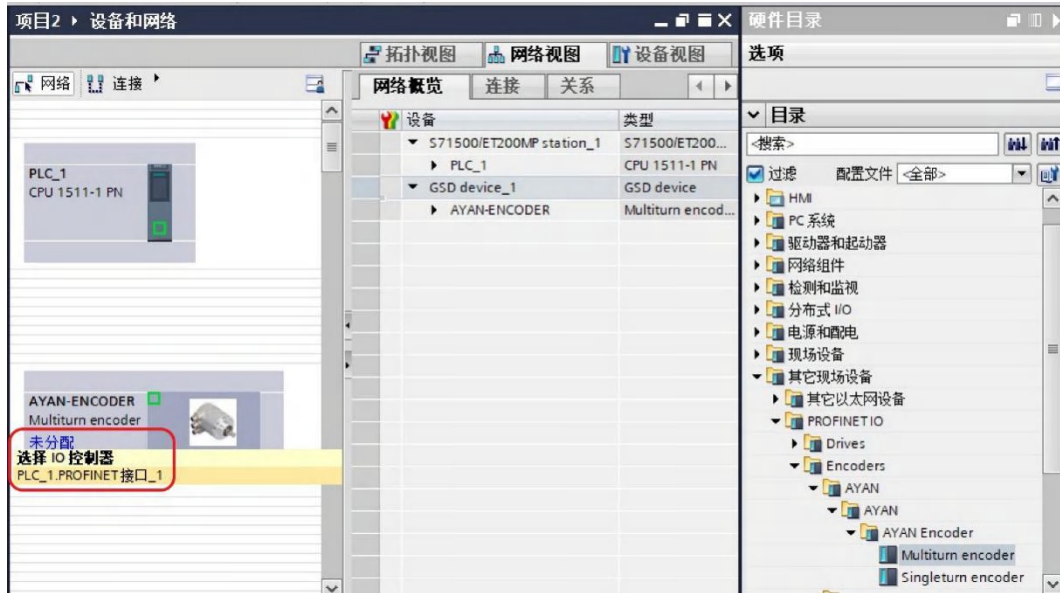 项目2 ▸ 设备和网络
拓扑视图
网络视图
设备视图
网络
连接
网络概览
连接
关系
设备
类型
S71500/ET200MP station_1
S71500/ET200...
PLC_1
CPU 1511-1 PN
GSD device_1
GSD device
AYAN-ENCODER
Multiturn encod...
PLC_1
CPU 1511-1 PN
AYAN-ENCODER
Multiturn encoder
未分配
选择 IO 控制器
PLC_1.PROFINET接口_1
硬件目录
选项
目录
<搜索>
过滤
配置文件
<全部>
HMI
PC 系统
驱动器和起动器
网络组件
检测和监视
分布式 I/O
电源和配电
现场设备
其它现场设备
其它以太网设备
PROFINET IO
Drives
Encoders
AYAN
AYAN
AYAN Encoder
Multiturn encoder
Singleturn encoder